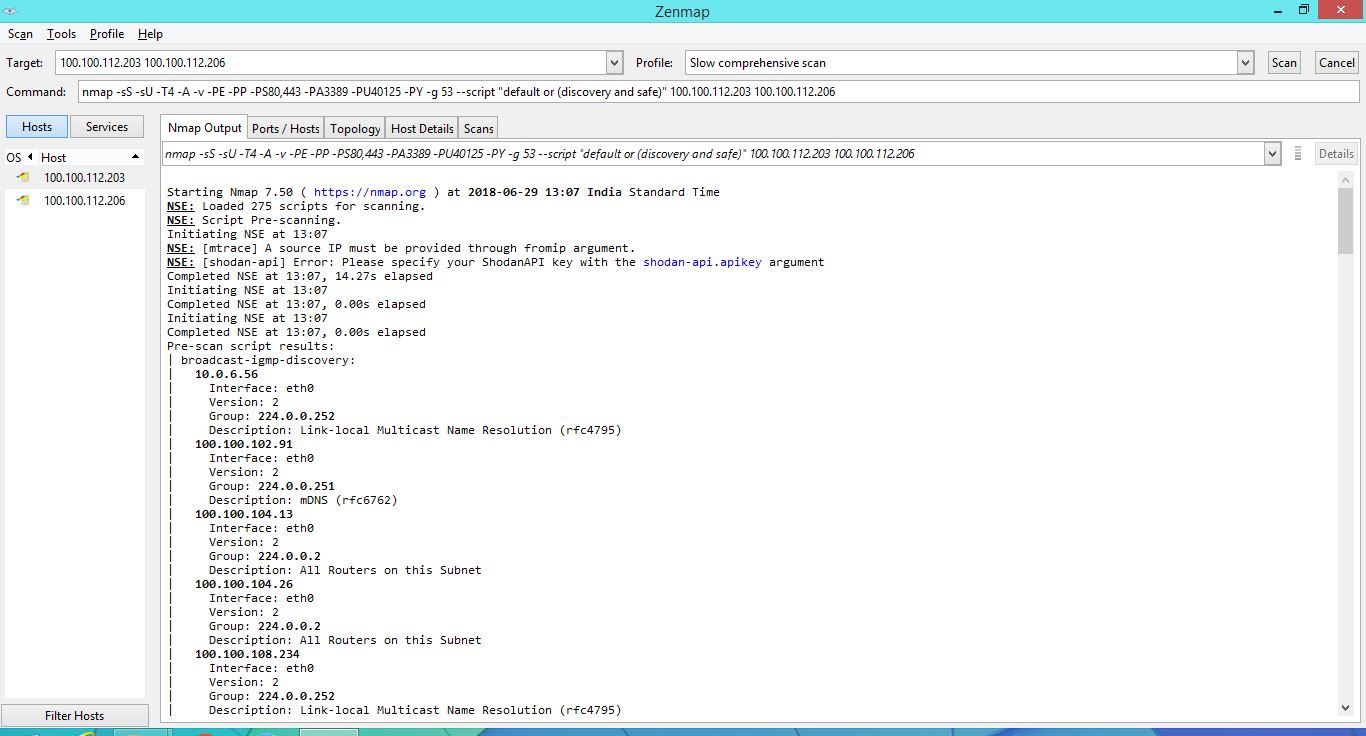 Zenmap
Scan Tools Profile Help
Target: 100.100.112.203 100.100.112.206 Profile: Slow comprehensive scan Scan Cancel
Command: nmap -sS -sU -T4 -A -v -PE -PP -PS80,443 -PA3389 -PU40125 -PY -g 53 --script "default or (discovery and safe)" 100.100.112.203 100.100.112.206
Hosts Services
OS Host
100.100.112.203
100.100.112.206
Filter Hosts
Nmap Output Ports / Hosts Topology Host Details Scans
nmap -sS -sU -T4 -A -v -PE -PP -PS80,443 -PA3389 -PU40125 -PY -g 53 --script "default or (discovery and safe)" 100.100.112.203 100.100.112.206 Details
Starting Nmap 7.50 ( https://nmap.org ) at 2018-06-29 13:07 India Standard Time
NSE: Loaded 275 scripts for scanning.
NSE: Script Pre-scanning.
Initiating NSE at 13:07
NSE: [mtrace] A source IP must be provided through fromip argument.
NSE: [shodan-api] Error: Please specify your ShodanAPI key with the shodan-api.apikey argument
Completed NSE at 13:07, 14.27s elapsed
Initiating NSE at 13:07
Completed NSE at 13:07, 0.00s elapsed
Initiating NSE at 13:07
Completed NSE at 13:07, 0.00s elapsed
Pre-scan script results:
| broadcast-igmp-discovery:
|   10.0.6.56
|     Interface: eth0
|     Version: 2
|     Group: 224.0.0.252
|     Description: Link-local Multicast Name Resolution (rfc4795)
|   100.100.102.91
|     Interface: eth0
|     Version: 2
|     Group: 224.0.0.251
|     Description: mDNS (rfc6762)
|   100.100.104.13
|     Interface: eth0
|     Version: 2
|     Group: 224.0.0.2
|     Description: All Routers on this Subnet
|   100.100.104.26
|     Interface: eth0
|     Version: 2
|     Group: 224.0.0.2
|     Description: All Routers on this Subnet
|   100.100.108.234
|     Interface: eth0
|     Version: 2
|     Group: 224.0.0.252
|     Description: Link-local Multicast Name Resolution (rfc4795)